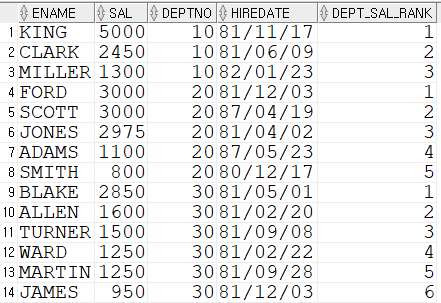 ENAME SAL DEPTNO HIREDATE DEPT_SAL_RANK
1 KING 5000 10 81/11/17 1
2 CLARK 2450 10 81/06/09 2
3 MILLER 1300 10 82/01/23 3
4 FORD 3000 20 81/12/03 1
5 SCOTT 3000 20 87/04/19 2
6 JONES 2975 20 81/04/02 3
7 ADAMS 1100 20 87/05/23 4
8 SMITH 800 20 80/12/17 5
9 BLAKE 2850 30 81/05/01 1
10 ALLEN 1600 30 81/02/20 2
11 TURNER 1500 30 81/09/08 3
12 WARD 1250 30 81/02/22 4
13 MARTIN 1250 30 81/09/28 5
14 JAMES 950 30 81/12/03 6